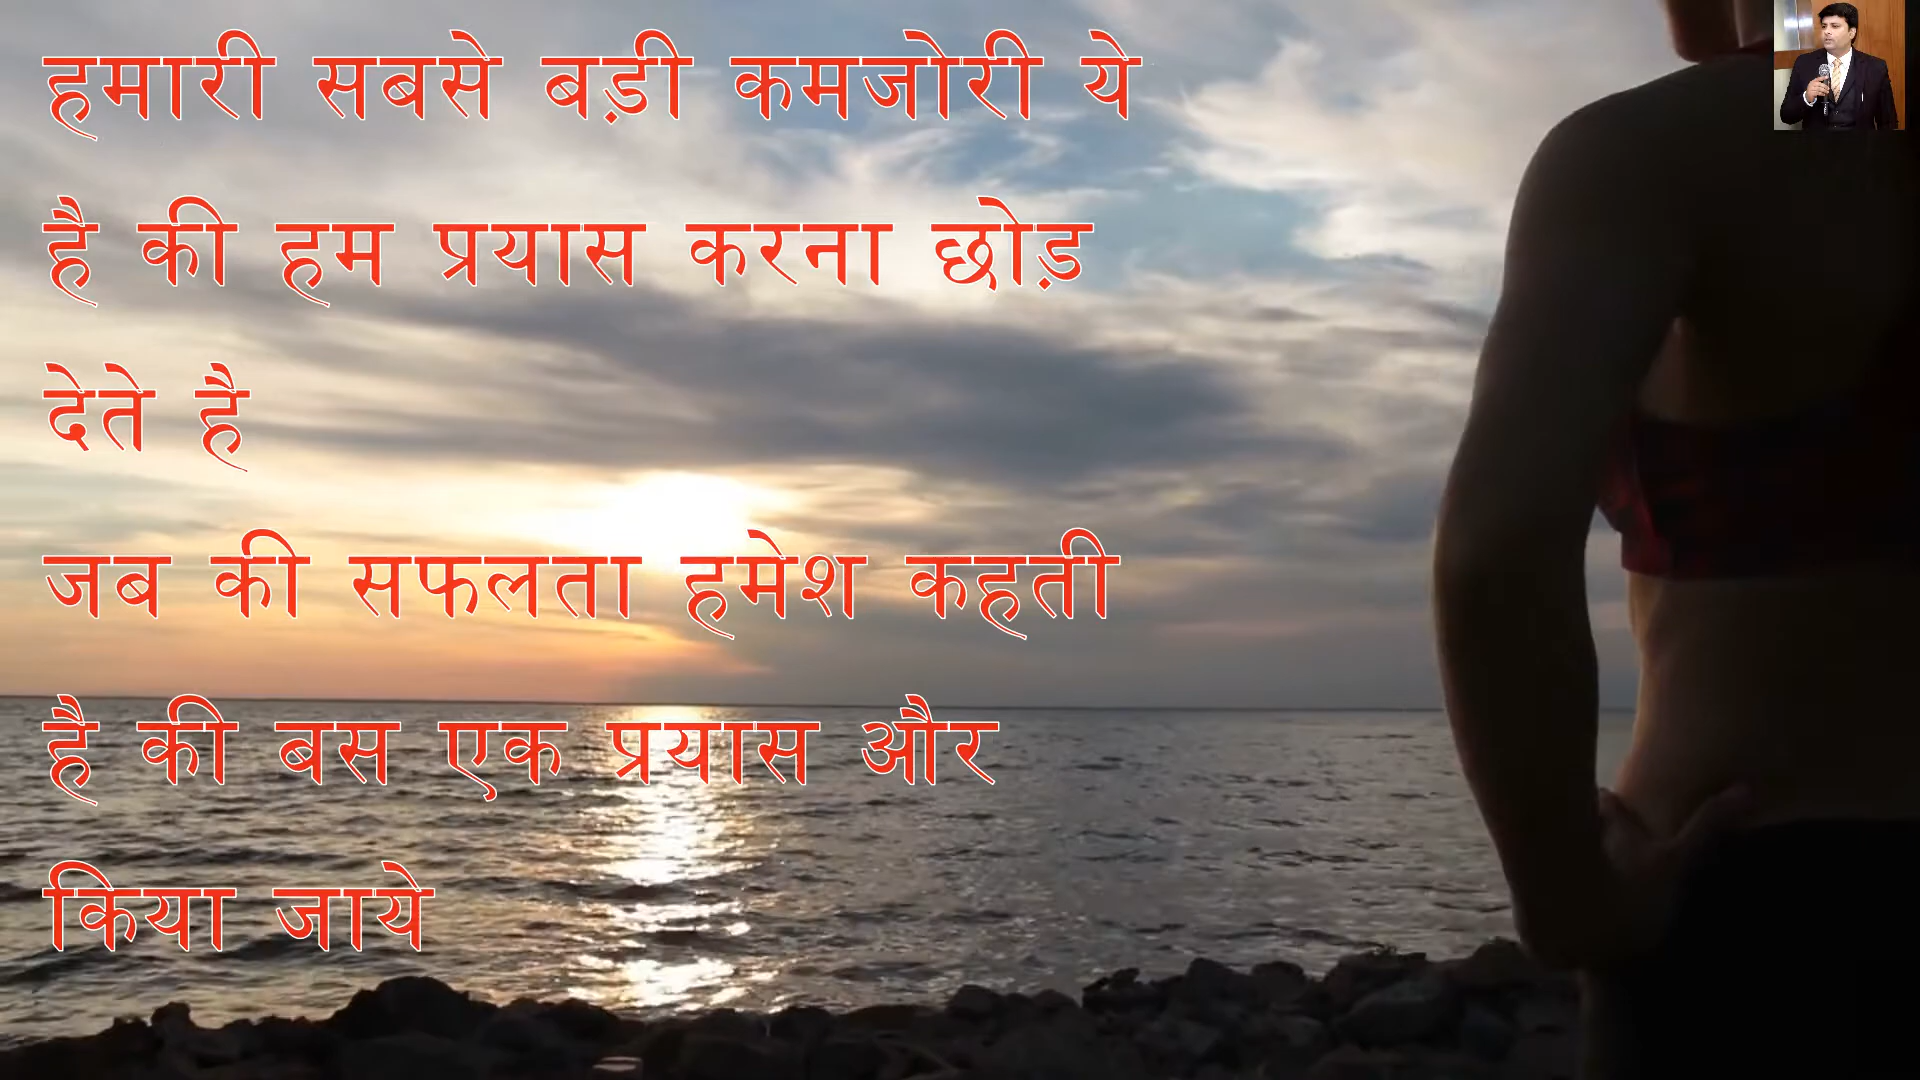 हमारी सबसे बड़ी कमजोरी ये
है की हम प्रयास करना छोड़
देते है
जब की सफलता हमेश कहती
है की बस एक प्रयास और
किया जाये